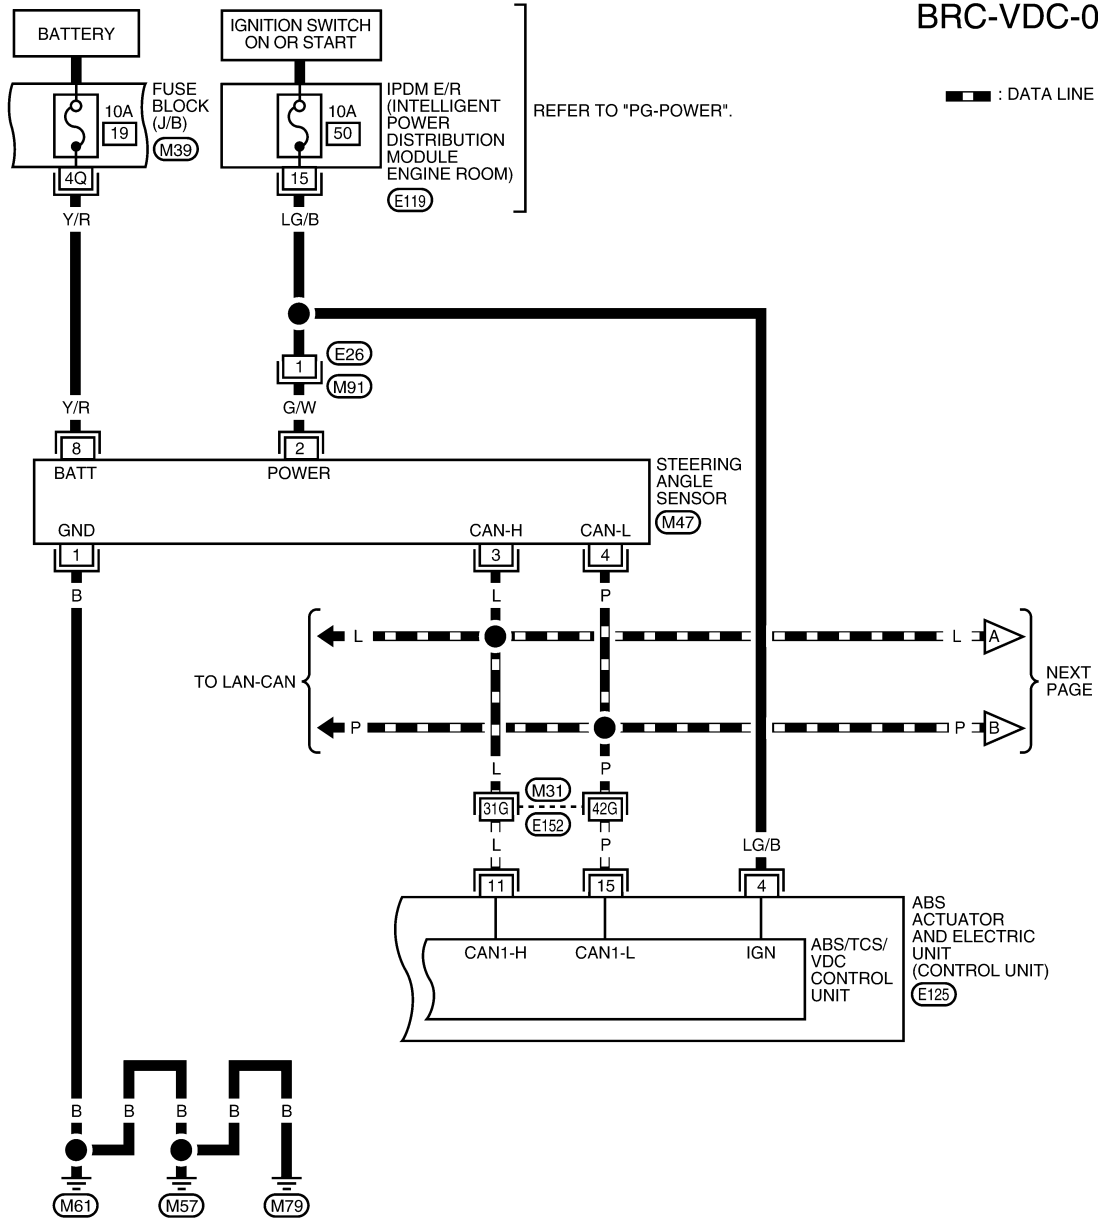 BRC-VDC-0
BATTERY
IGNITION SWITCH
ON OR START
: DATA LINE
FUSE
BLOCK
(J/B)
M39
10A
19
4Q
Y/R
10A
50
15
LG/B
IPDM E/R
(INTELLIGENT
POWER
DISTRIBUTION
MODULE
ENGINE ROOM)
E119
REFER TO "PG-POWER".
1
E26
M91
Y/R
G/W
8
2
BATT
POWER
STEERING
ANGLE
SENSOR
M47
GND
CAN-H
CAN-L
1
3
4
B
L
P
L
L
A
TO LAN-CAN
NEXT
PAGE
P
P
B
L
P
31G
M31
42G
E152
L
P
LG/B
11
15
4
ABS
ACTUATOR
AND ELECTRIC
UNIT
(CONTROL UNIT)
E125
CAN1-H
CAN1-L
IGN
ABS/TCS/
VDC
CONTROL
UNIT
B
B
B
B
B
M61
M57
M79